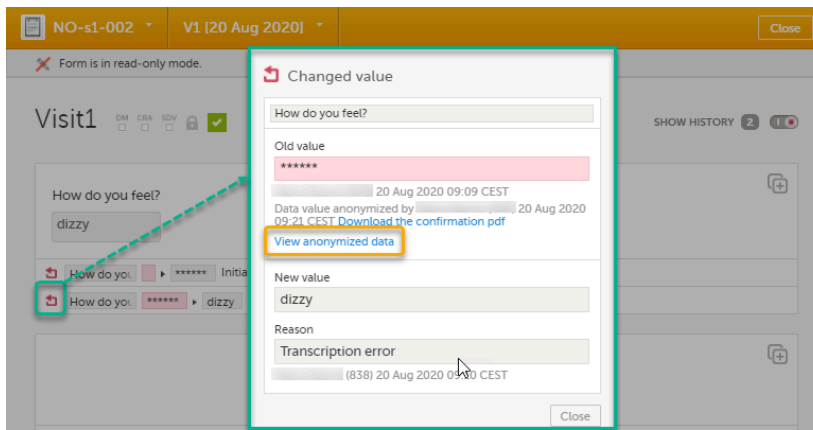 NO-s1-002
V1 [20 Aug 2020]
Close
Form is in read-only mode.
Visit1 DM CRA SDV
SHOW HISTORY 2
How do you feel?
dizzy
How do you ****** Initia
How do you ****** dizzy
Changed value
How do you feel?
Old value
******
20 Aug 2020 09:09 CEST
Data value anonymized by 20 Aug 2020
09:21 CEST Download the confirmation pdf
View anonymized data
New value
dizzy
Reason
Transcription error
(838) 20 Aug 2020 CEST
Close